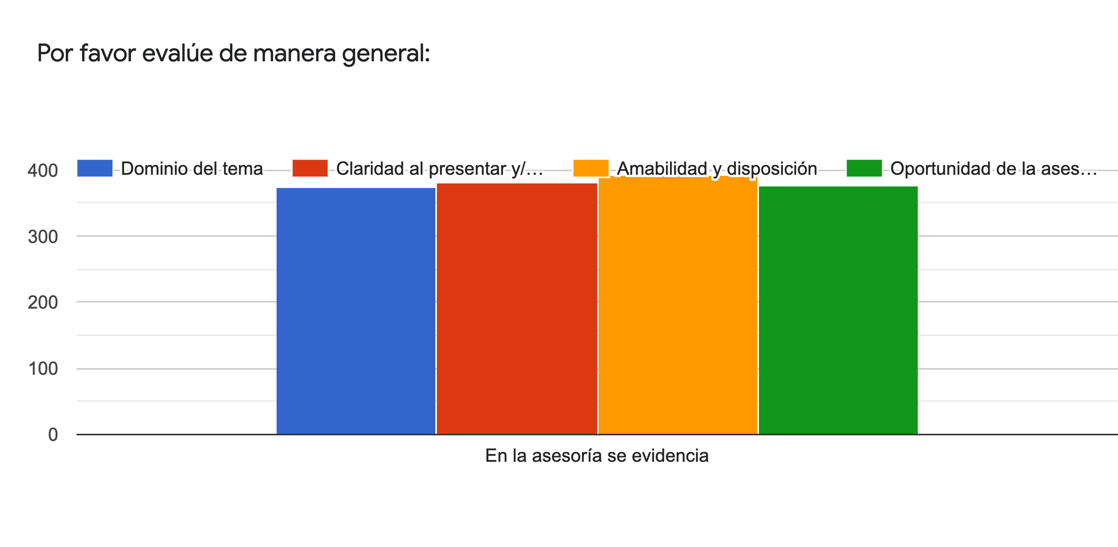 Por favor evalúe de manera general:
400 Dominio del tema Claridad al presentar y/... Amabilidad y disposición Oportunidad de la ases...
300
200
100
0
En la asesoría se evidencia